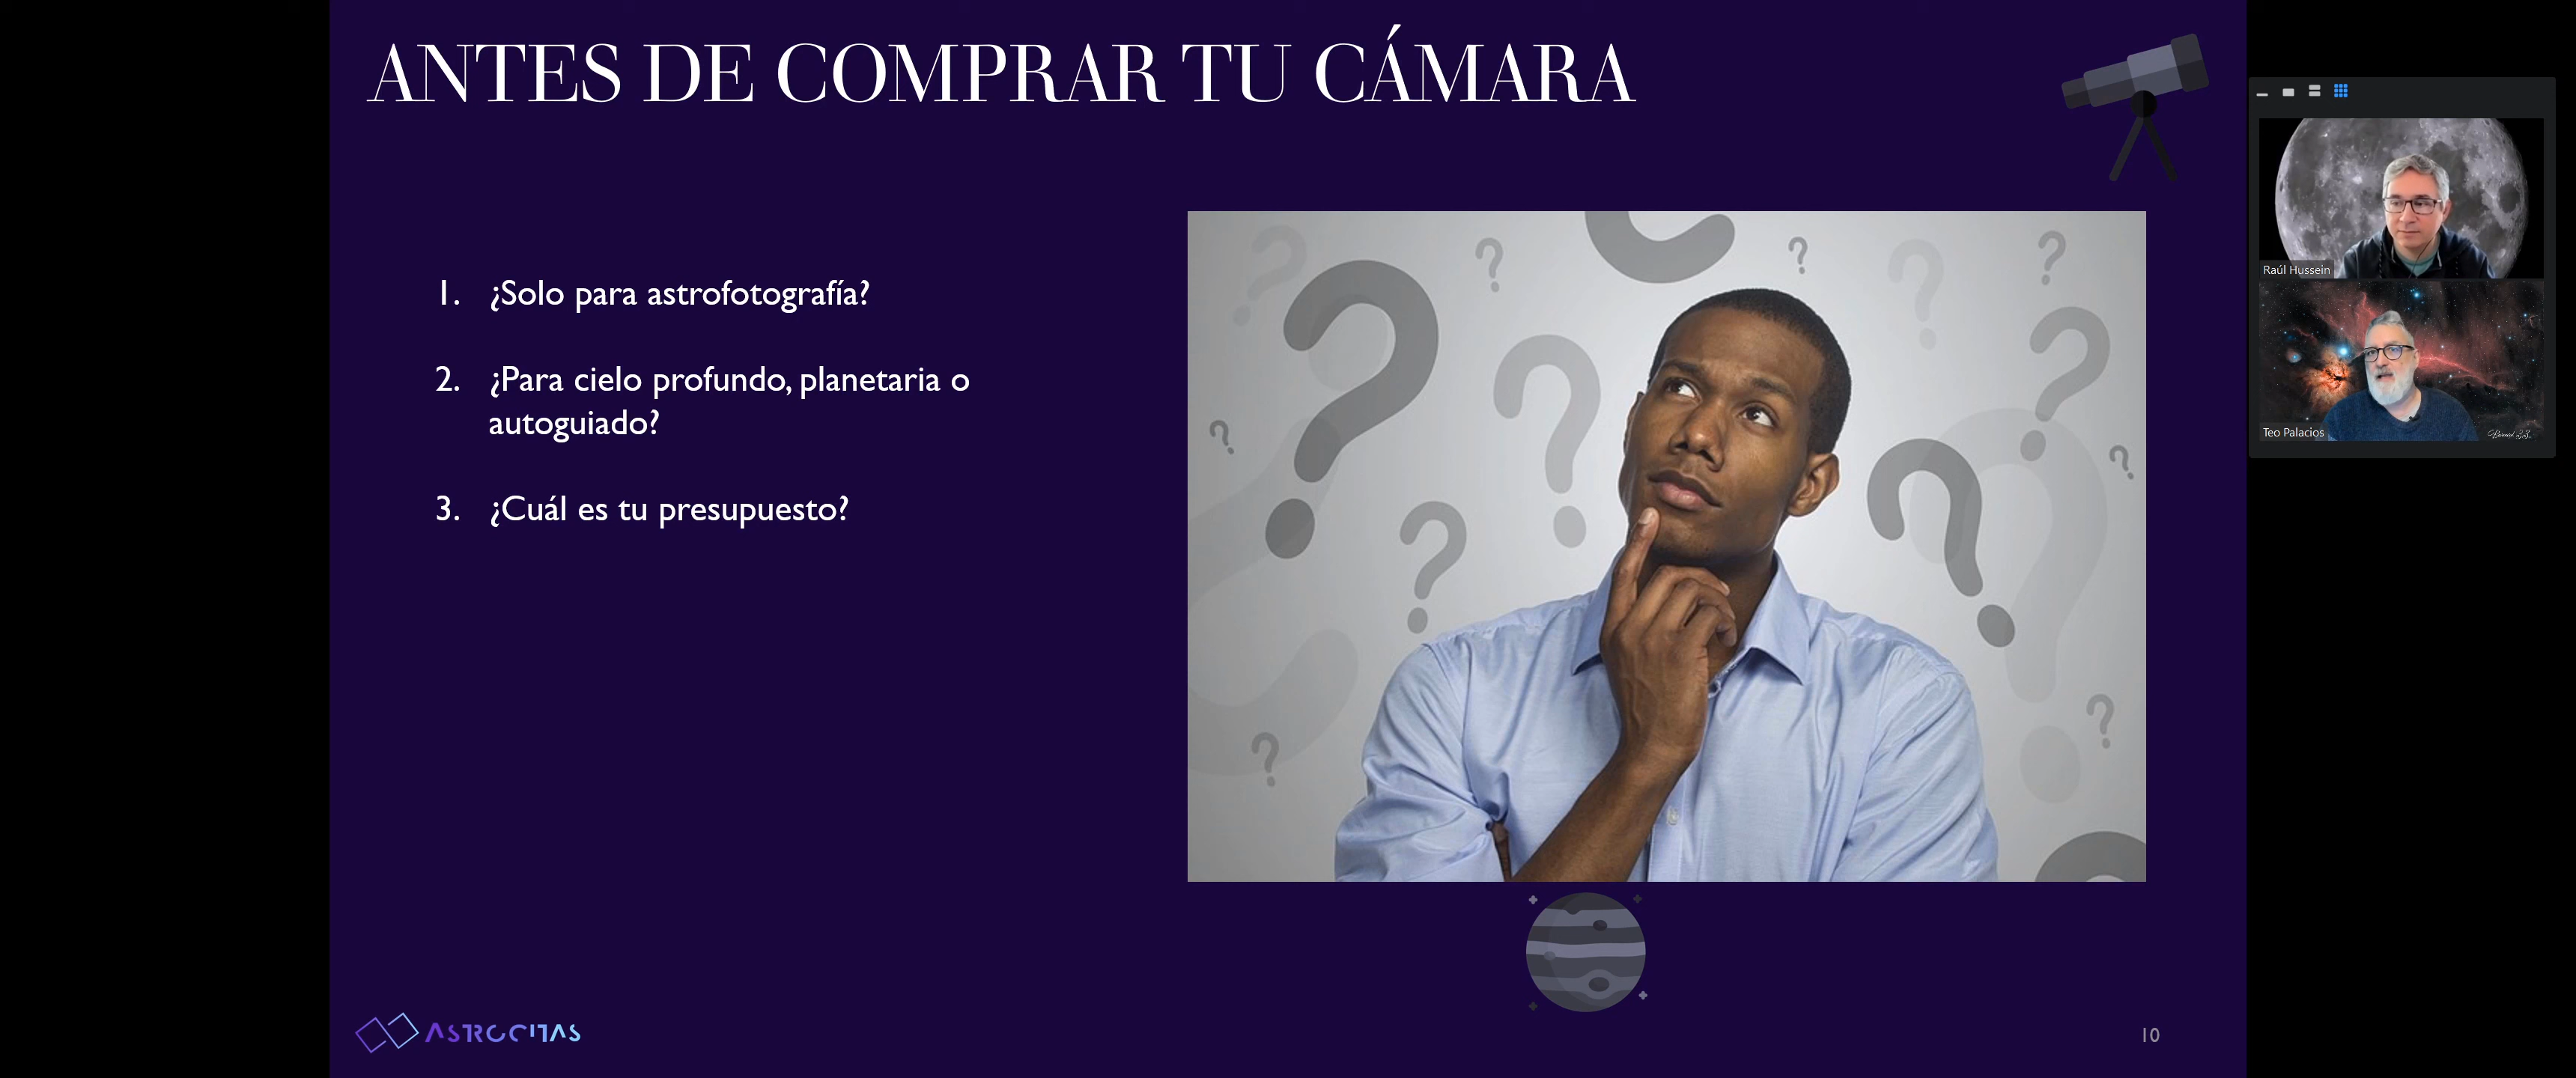 ANTES DE COMPRAR TU CÁMARA
1. ¿Solo para astrofotografía?
2. ¿Para cielo profundo, planetaria o
autoguiado?
3. ¿Cuál es tu presupuesto?
ASTROCITAS
10
Raúl Hussein
Teo Palacios